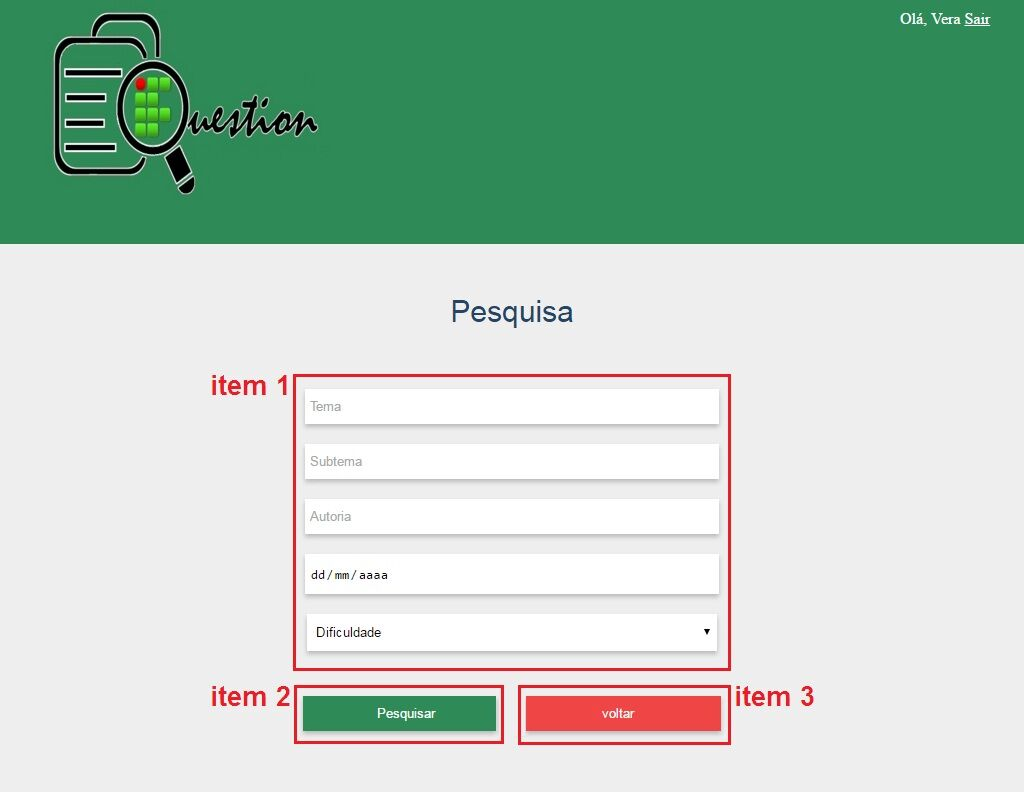 Olá, Vera Sair
uestion
Pesquisa
item 1
Tema
Subtema
Autoria
dd/mm/aaaa
Dificuldade
item 2
Pesquisar
voltar
item 3